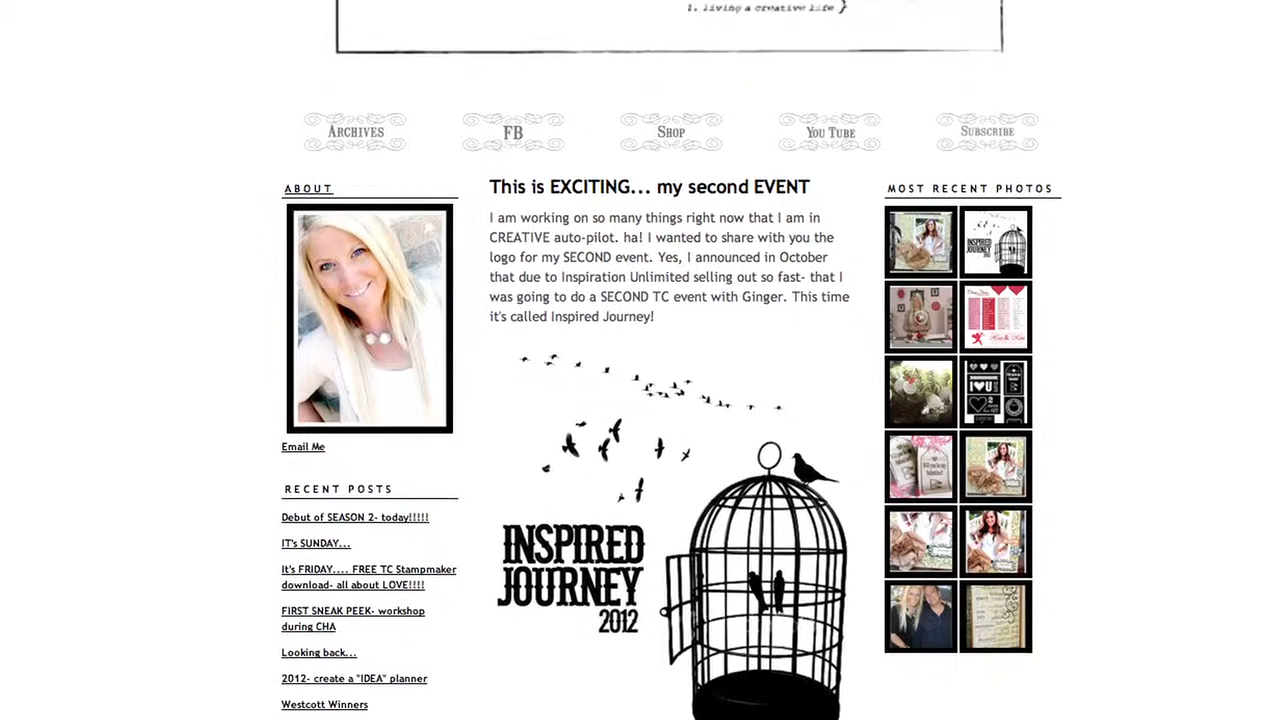 1. living a creative life }
ARCHIVES
FB
SHOP
YOU TUBE
SUBSCRIBE
ABOUT
Email Me
RECENT POSTS
Debut of SEASON 2- today!!!!!
IT's SUNDAY...
It's FRIDAY.... FREE TC Stampmaker
download- all about LOVE!!!!
FIRST SNEAK PEEK- workshop
during CHA
Looking back...
2012- create a "IDEA" planner
Westcott Winners
This is EXCITING... my second EVENT
I am working on so many things right now that I am in
CREATIVE auto-pilot. ha! I wanted to share with you the
logo for my SECOND event. Yes, I announced in October
that due to Inspiration Unlimited selling out so fast- that I
was going to do a SECOND TC event with Ginger. This time
it's called Inspired Journey!
INSPIRED
JOURNEY
2012
MOST RECENT PHOTOS
INSPIRED
JOURNEY
I U